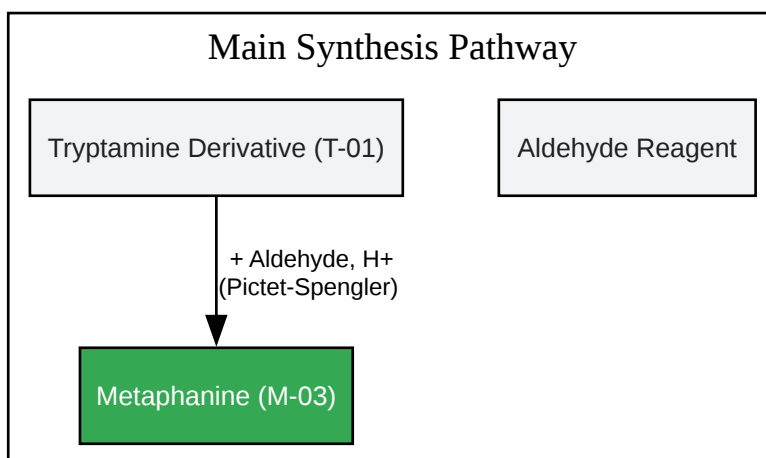 Main Synthesis Pathway
Tryptamine Derivative (T-01)
Aldehyde Reagent
+ Aldehyde, H+
(Pictet-Spengler)
Metaphanine (M-03)